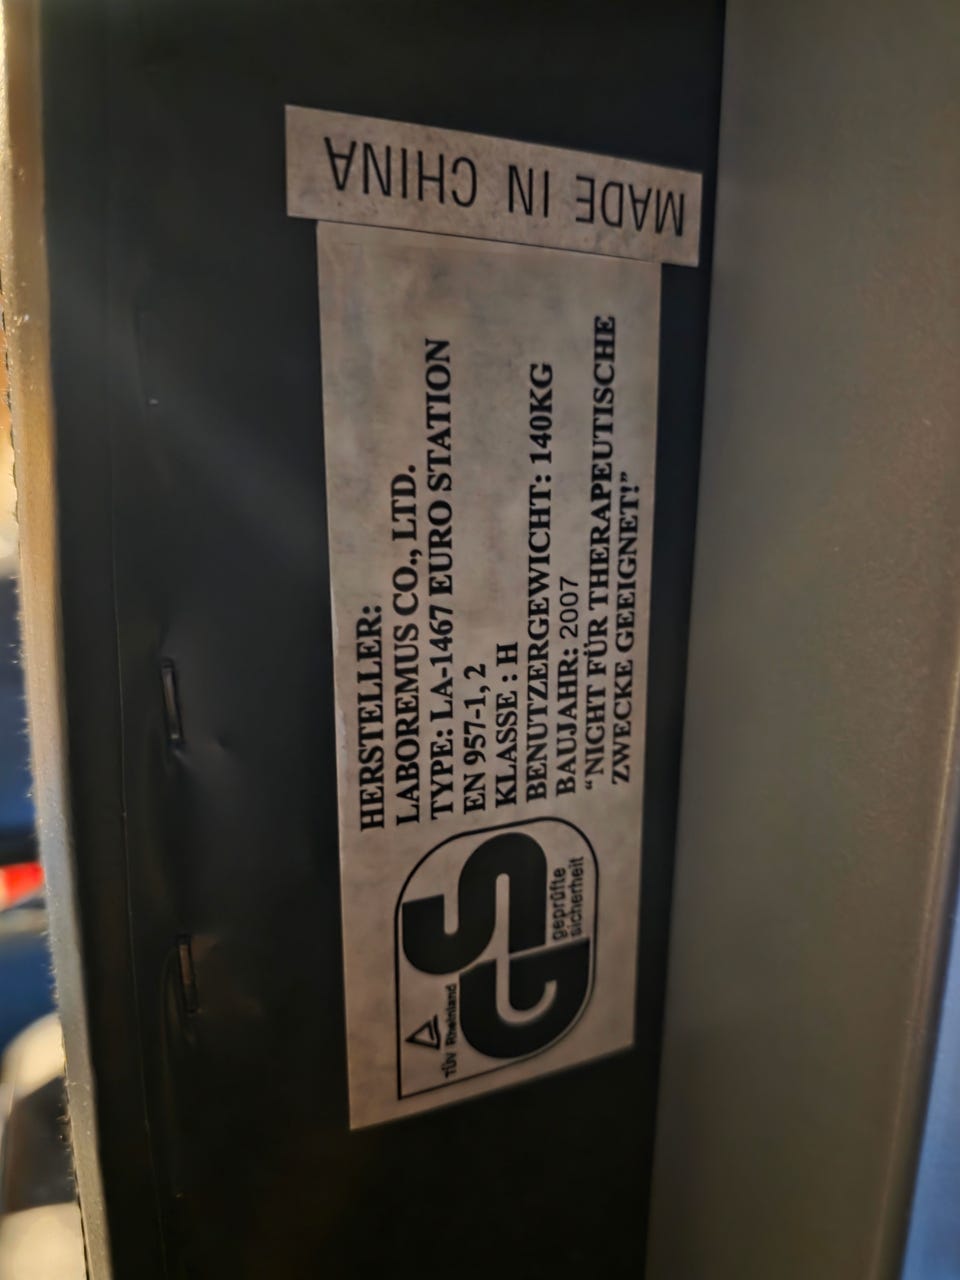 MADE IN CHINA
HERSTELLER:
LABOREMUS CO., LTD.
TYPE: LA-1467 EURO STATION
EN 957-1, 2
KLASSE : H
BENUTZERGEWICHT: 140KG
BAUJAHR: 2007
“NICHT FÜR THERAPEUTISCHE
ZWECKE GEEIGNET!”
TÜV Rheinland
GS
geprüfte
sicherheit